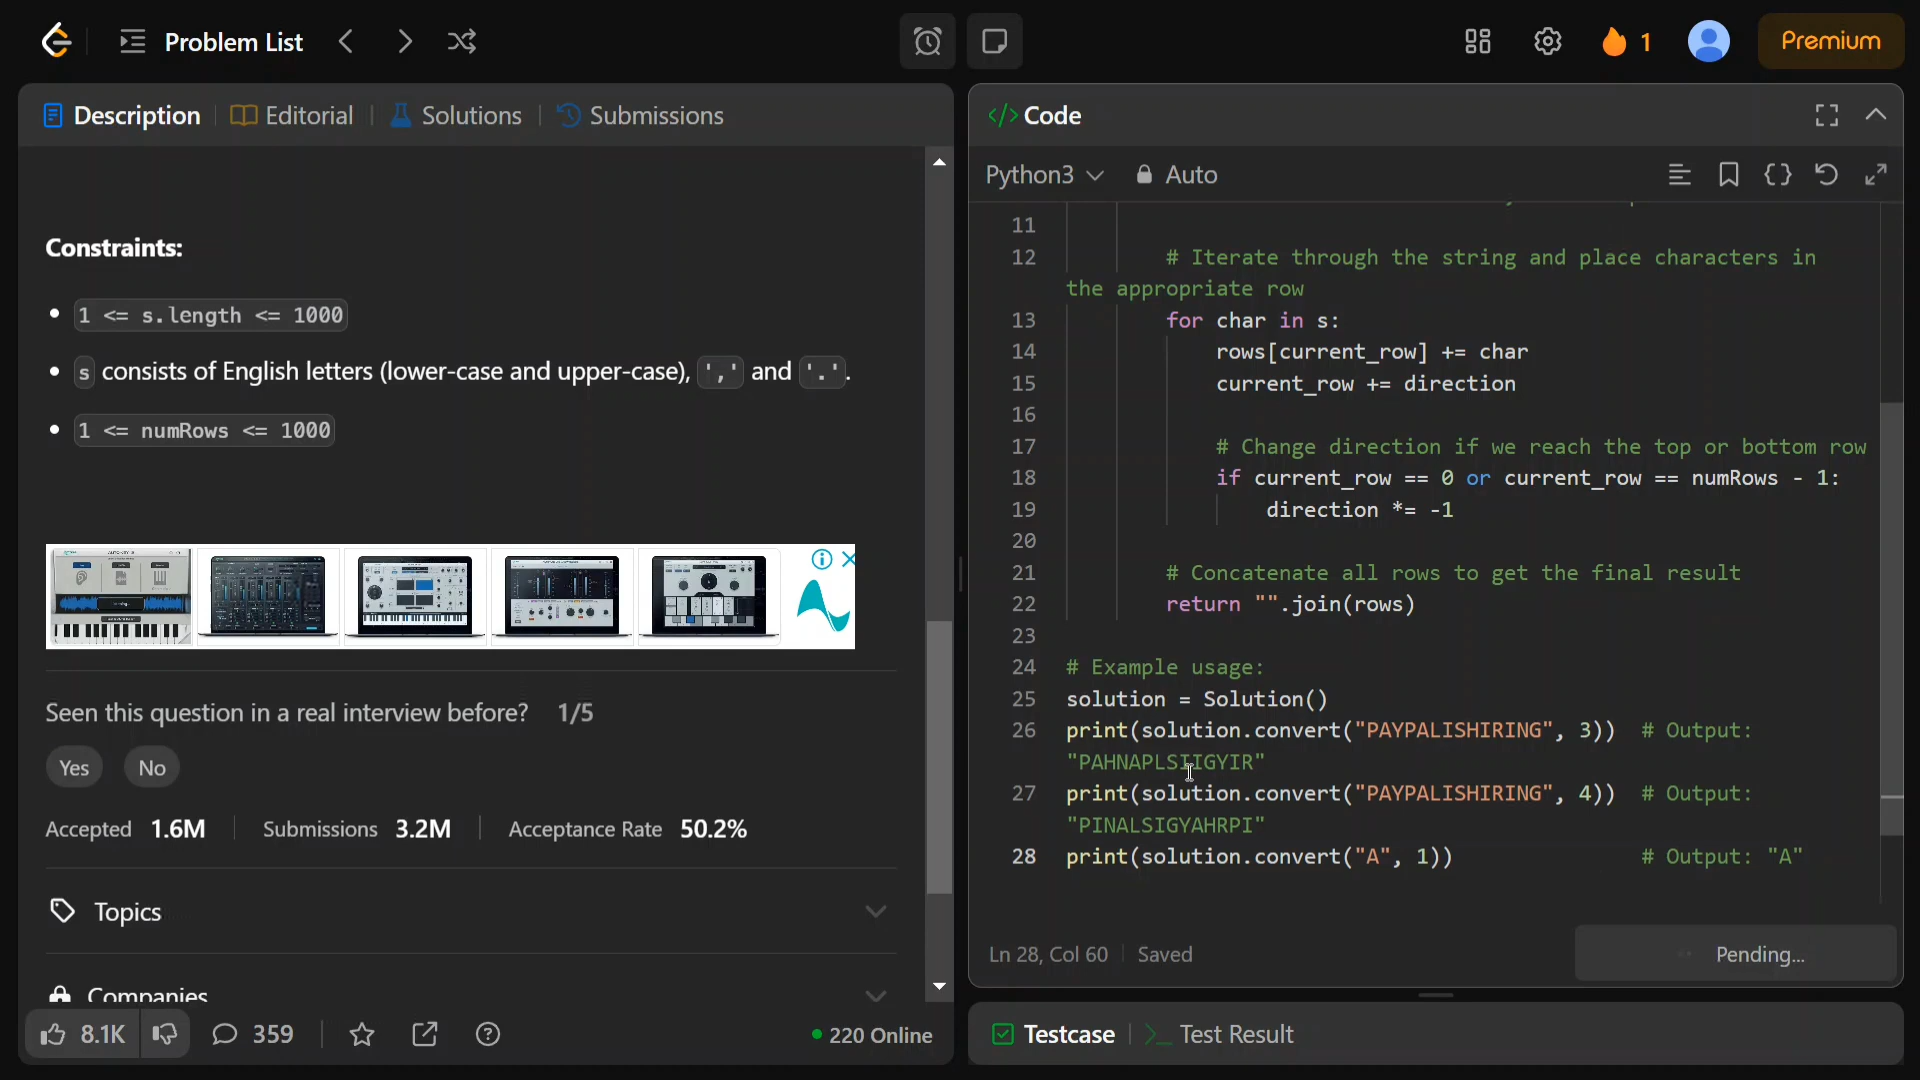 Problem List
1
Premium
Description
Editorial
Solutions
Submissions
Constraints:
1 <= s.length <= 1000
s consists of English letters (lower-case and upper-case), ',' and '.'.
1 <= numRows <= 1000
Seen this question in a real interview before? 1/5
Yes
No
Accepted 1.6M
Submissions 3.2M
Acceptance Rate 50.2%
Topics
Companies
8.1K
359
220 Online
</> Code
Python3
Auto
11
12 # Iterate through the string and place characters in
the appropriate row
13 for char in s:
14 rows[current_row] += char
15 current_row += direction
16
17 # Change direction if we reach the top or bottom row
18 if current_row == 0 or current_row == numRows - 1:
19 direction *= -1
20
21 # Concatenate all rows to get the final result
22 return "".join(rows)
23
24 # Example usage:
25 solution = Solution()
26 print(solution.convert("PAYPALISHIRING", 3)) # Output:
"PAHNAPLSIIGYIR"
27 print(solution.convert("PAYPALISHIRING", 4)) # Output:
"PINALSIGYAHRPI"
28 print(solution.convert("A", 1)) # Output: "A"
Ln 28, Col 60
Saved
Pending...
Testcase
Test Result